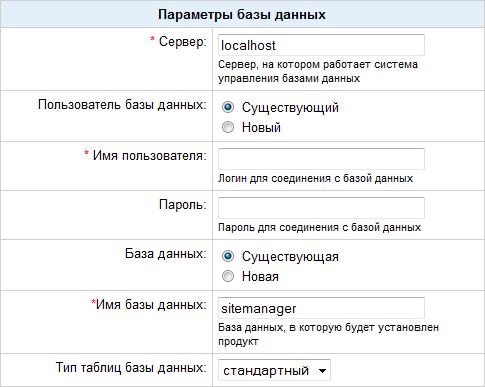 Параметры базы данных
* Сервер: localhost
Сервер, на котором работает система
управления базами данных
Пользователь базы данных: Существующий
Новый
* Имя пользователя:
Логин для соединения с базой данных
Пароль:
Пароль для соединения с базой данных
База данных: Существующая
Новая
*Имя базы данных: sitemanager
База данных, в которую будет установлен
продукт
Тип таблиц базы данных: стандартный